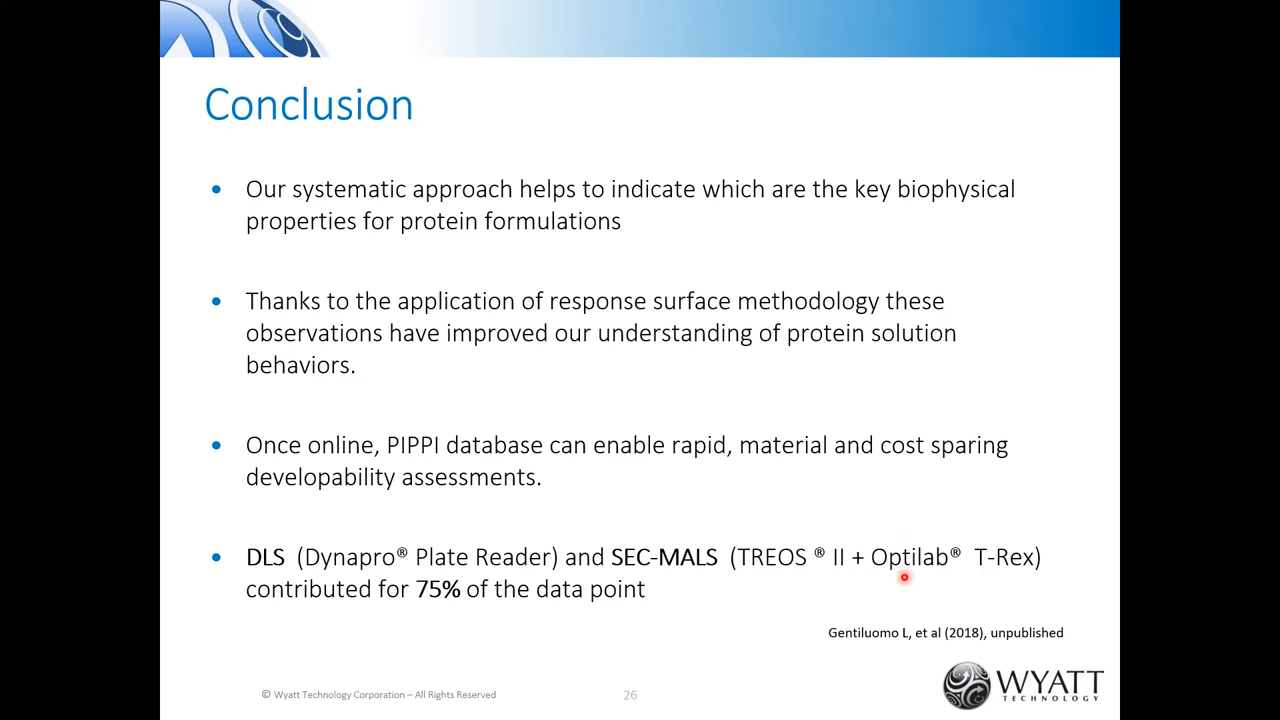 Conclusion
• Our systematic approach helps to indicate which are the key biophysical
properties for protein formulations
• Thanks to the application of response surface methodology these
observations have improved our understanding of protein solution
behaviors.
• Once online, PIPPI database can enable rapid, material and cost sparing
developability assessments.
• DLS (Dynapro® Plate Reader) and SEC-MALS (TREOS ® II + Optilab® T-Rex)
contributed for 75% of the data point
Gentiluomo L, et al (2018), unpublished
© Wyatt Technology Corporation – All Rights Reserved
26
WYATT
TECHNOLOGY